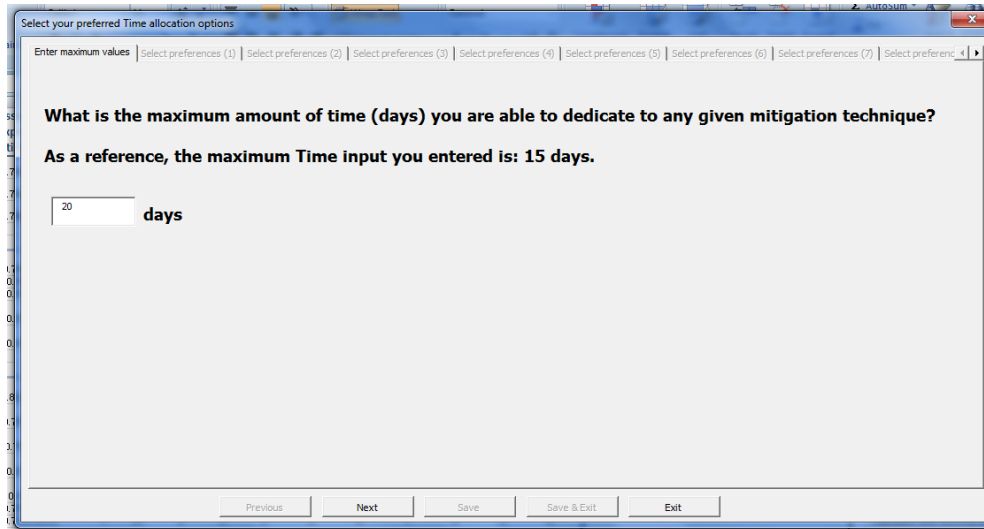 AutoSum
Select your preferred Time allocation options
Enter maximum values Select preferences (1) Select preferences (2) Select preferences (3) Select preferences (4) Select preferences (5) Select preferences (6) Select preferences (7) Select preferenc
What is the maximum amount of time (days) you are able to dedicate to any given mitigation technique?
As a reference, the maximum Time input you entered is: 15 days.
20 days
Previous Next Save Save & Exit Exit